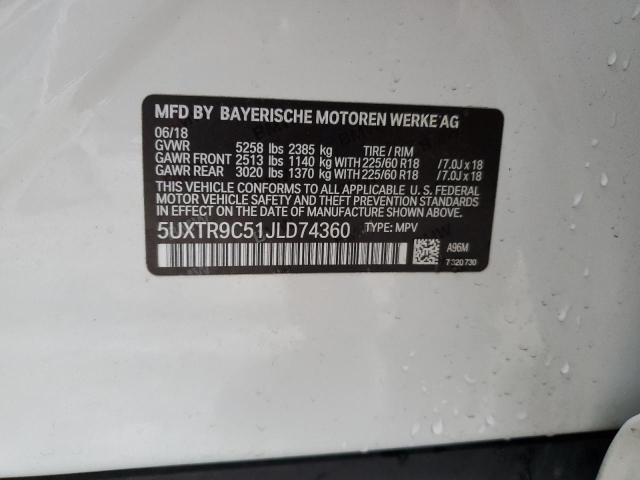 MFD BY BAYERISCHE MOTOREN WERKE AG
06/18
GVWR 5258 lbs 2385 kg TIRE / RIM
GAWR FRONT 2513 lbs 1140 kg WITH 225/60 R18 /7.0J x 18
GAWR REAR 3020 lbs 1370 kg WITH 225/60 R18 /7.0J x 18
THIS VEHICLE CONFORMS TO ALL APPLICABLE U. S. FEDERAL
MOTOR VEHICLE SAFETY, BUMPER, AND THEFT PREVENTION
STANDARDS IN EFFECT ON THE DATE OF MANUFACTURE SHOWN ABOVE.
5UXTR9C51JLD74360 TYPE: MPV
A96M
7320730